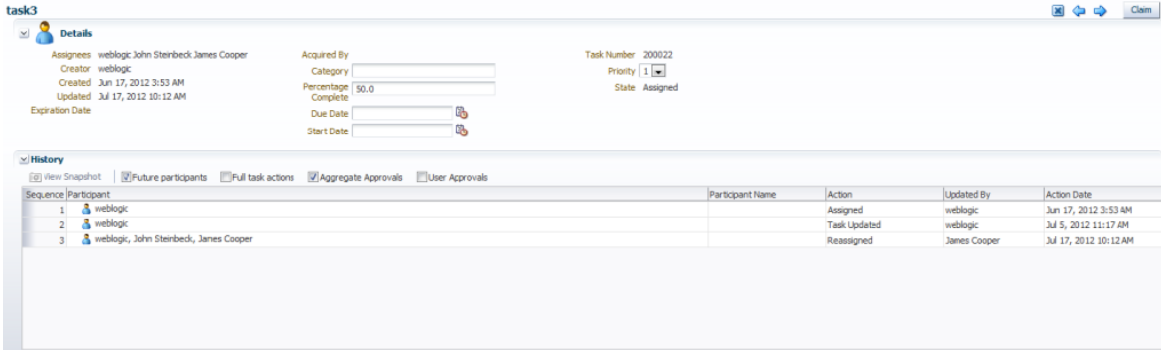 task3
Claim
Details
Assignees weblogic John Steinbeck James Cooper
Creator weblogic
Created Jun 17, 2012 3:53 AM
Updated Jul 17, 2012 10:12 AM
Expiration Date
Acquired By
Category
Percentage Complete 50.0
Due Date
Start Date
Task Number 200022
Priority 1
State Assigned
History
View Snapshot Future participants Full task actions Aggregate Approvals User Approvals
Sequence Participant Participant Name Action Updated By Action Date
1 weblogic Assigned weblogic Jun 17, 2012 3:53 AM
2 weblogic Task Updated weblogic Jul 5, 2012 11:17 AM
3 weblogic, John Steinbeck, James Cooper Reassigned James Cooper Jul 17, 2012 10:12 AM